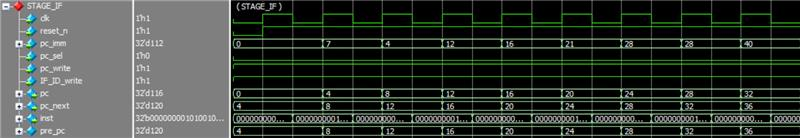 STAGE_IF (STAGE_IF)
clk 1'h1
reset_n 1'h1
pc_imm 32'd112 0 7 4 12 16 21 28 28 40
pc_sel 1'h0
pc_write 1'h1
IF_ID_write 1'h1
pc 32'd116 0 4 8 12 16 20 24 28 32
pc_next 32'd120 4 8 12 16 20 24 28 32 36
inst 32'b000000001010010... 000000000... 000000001...
pre_pc 32'd120 4 8 12 16 20 24 28 32 36